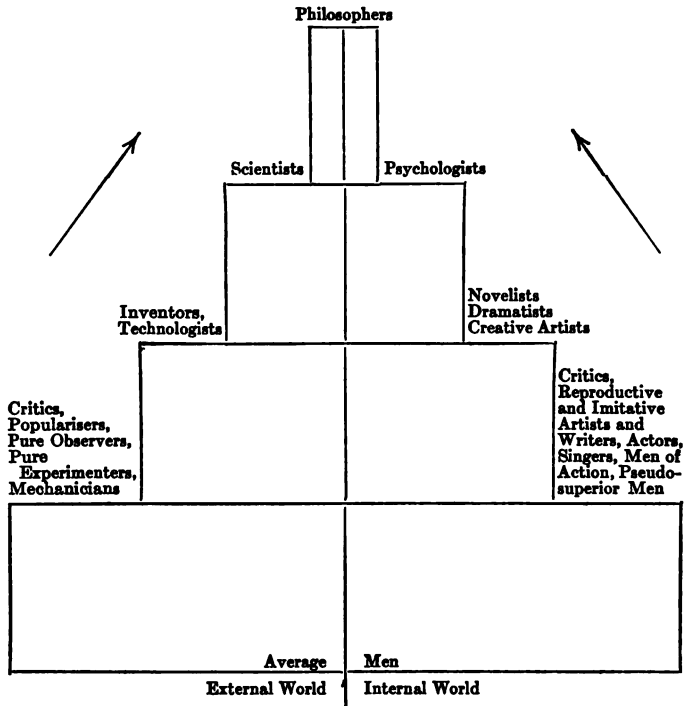 Philosophers
Scientists
Psychologists
Inventors,
Technologists
Novelists
Dramatists
Creative Artists
Critics,
Popularisers,
Pure Observers,
Pure
Experimenters,
Mechanicians
Critics,
Reproductive
and Imitative
Artists and
Writers, Actors,
Singers, Men of
Action, Pseudo-
superior Men
Average Men
External World Internal World